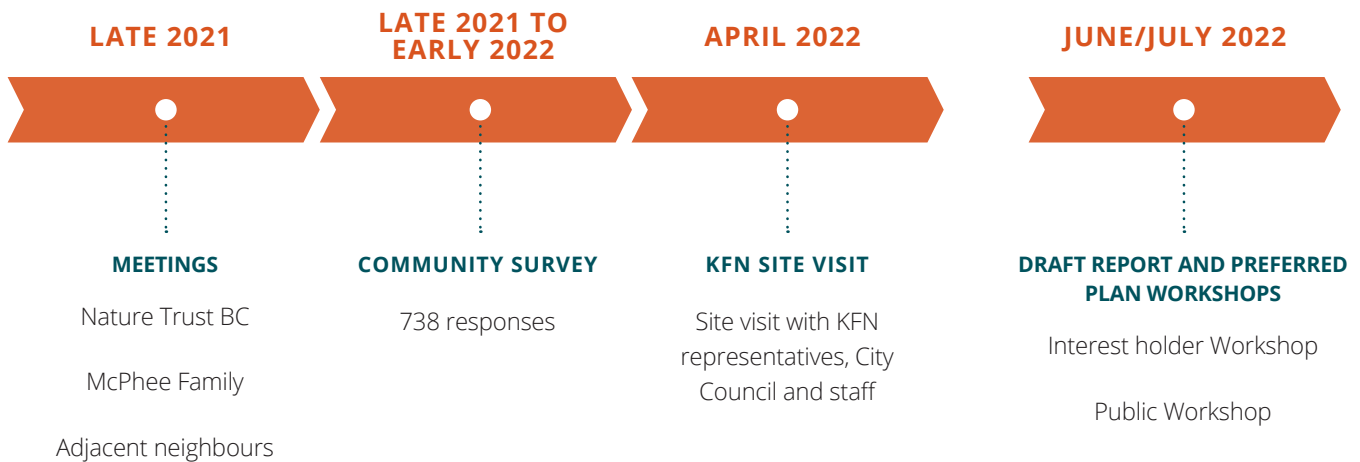 LATE 2021
MEETINGS
Nature Trust BC
McPhee Family
Adjacent neighbours
LATE 2021 TO
EARLY 2022
COMMUNITY SURVEY
738 responses
APRIL 2022
KFN SITE VISIT
Site visit with KFN
representatives, City
Council and staff
JUNE/JULY 2022
DRAFT REPORT AND PREFERRED
PLAN WORKSHOPS
Interest holder Workshop
Public Workshop